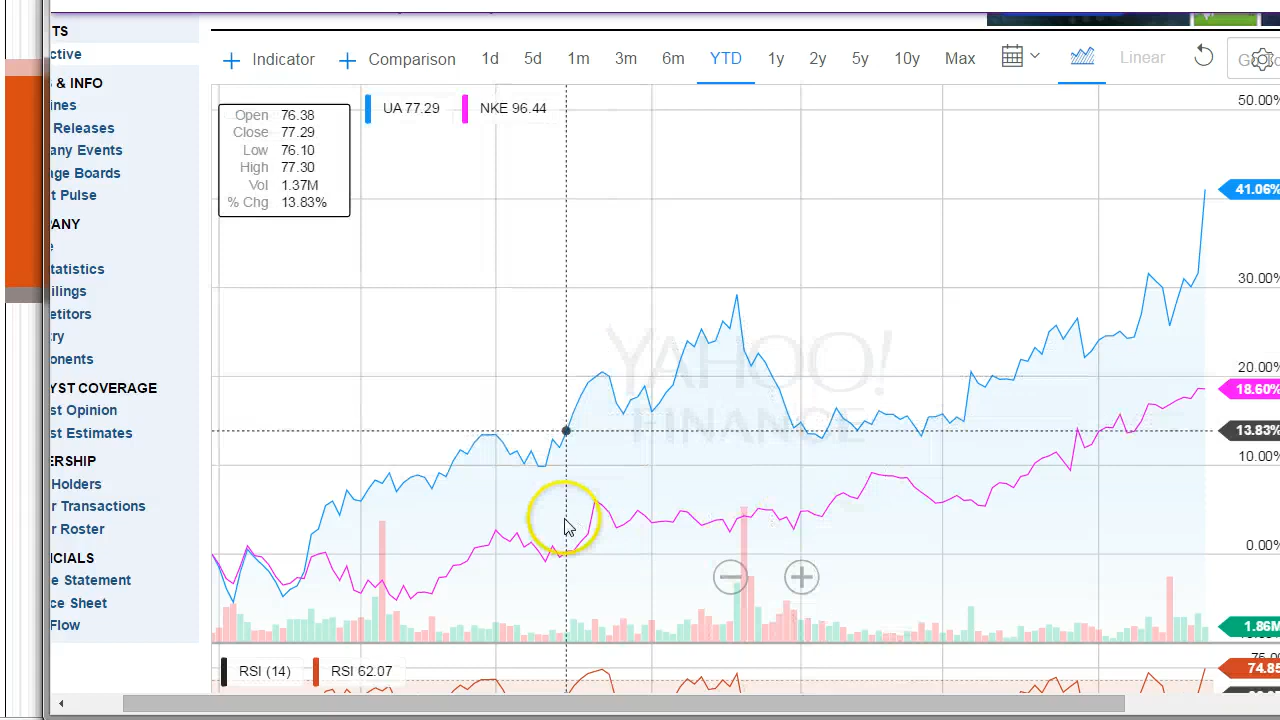 TS
ctive
& INFO
ines
Releases
any Events
ge Boards
t Pulse
ANY
e
tatistics
ilings
etitors
ry
onents
YST COVERAGE
st Opinion
st Estimates
ERSHIP
Holders
r Transactions
r Roster
NCIALS
e Statement
ce Sheet
Flow
+ Indicator + Comparison 1d 5d 1m 3m 6m YTD 1y 2y 5y 10y Max Linear
Open 76.38
Close 77.29
Low 76.10
High 77.30
Vol 1.37M
% Chg 13.83%
UA 77.29 NKE 96.44
YAHOO!
FINANCE
50.00%
41.06%
30.00%
20.00%
18.60%
13.83%
10.00%
0.00%
1.86M
RSI (14) RSI 62.07
74.85